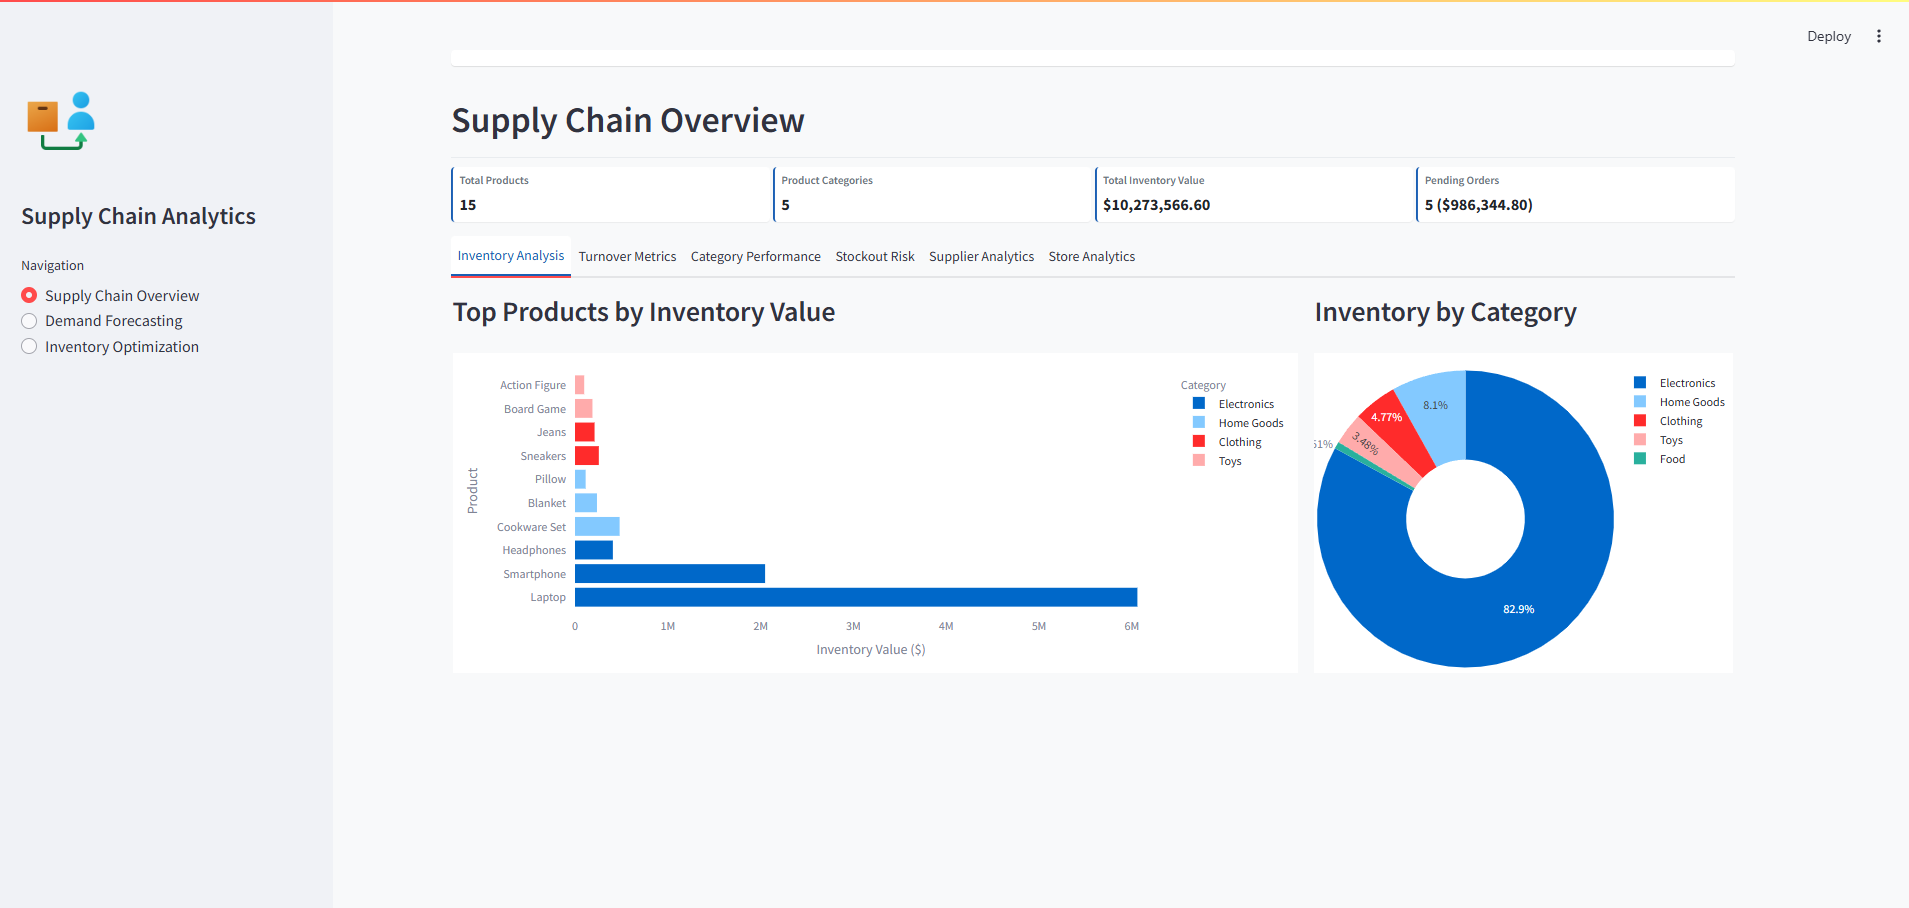 Deploy
Supply Chain Analytics
Navigation
Supply Chain Overview
Demand Forecasting
Inventory Optimization
Supply Chain Overview
Total Products
15
Product Categories
5
Total Inventory Value
$10,273,566.60
Pending Orders
5 ($986,344.80)
Inventory Analysis
Turnover Metrics
Category Performance
Stockout Risk
Supplier Analytics
Store Analytics
Top Products by Inventory Value
Product
Action Figure
Board Game
Jeans
Sneakers
Pillow
Blanket
Cookware Set
Headphones
Smartphone
Laptop
0
1M
2M
3M
4M
5M
6M
Inventory Value ($)
Category
Electronics
Home Goods
Clothing
Toys
Inventory by Category
8.1%
4.77%
3.48%
82.9%
Electronics
Home Goods
Clothing
Toys
Food